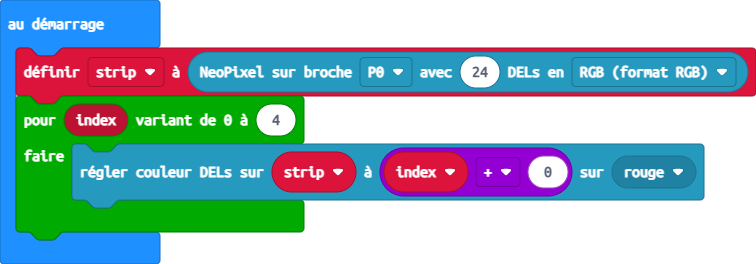 au démarrage
définir strip à NeoPixel sur broche P0 avec 24 DELs en RGB (format RGB)
pour index variant de 0 à 4
faire
régler couleur DELs sur strip à index + 0 sur rouge